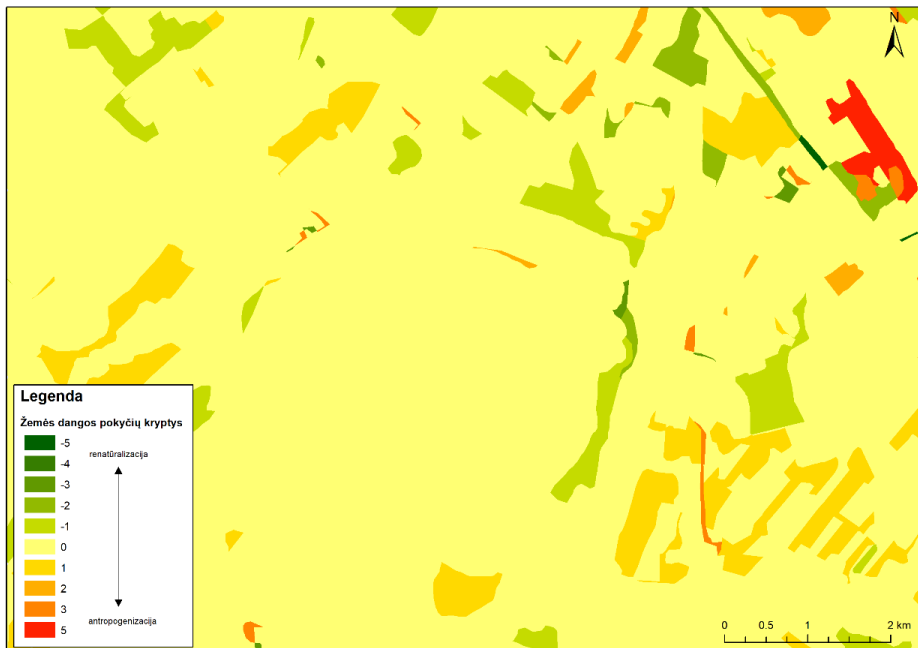 N
Legenda
Žemės dangos pokyčių kryptys
-5
renatūralizacija
-4
-3
-2
-1
0
1
2
3
antropogenizacija
5
0 0.5 1 2 km